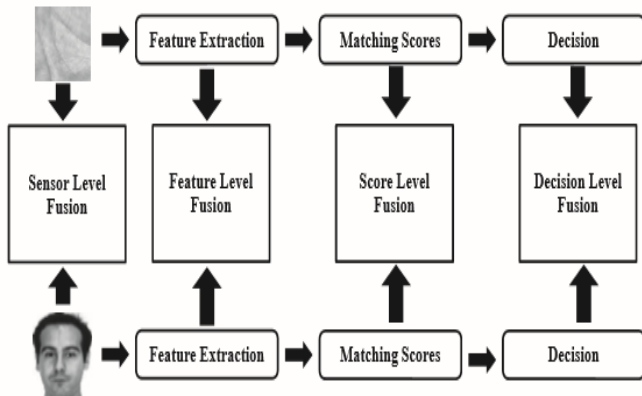 Feature Extraction
Matching Scores
Decision
Sensor Level
Fusion
Feature Level
Fusion
Score Level
Fusion
Decision Level
Fusion
Feature Extraction
Matching Scores
Decision